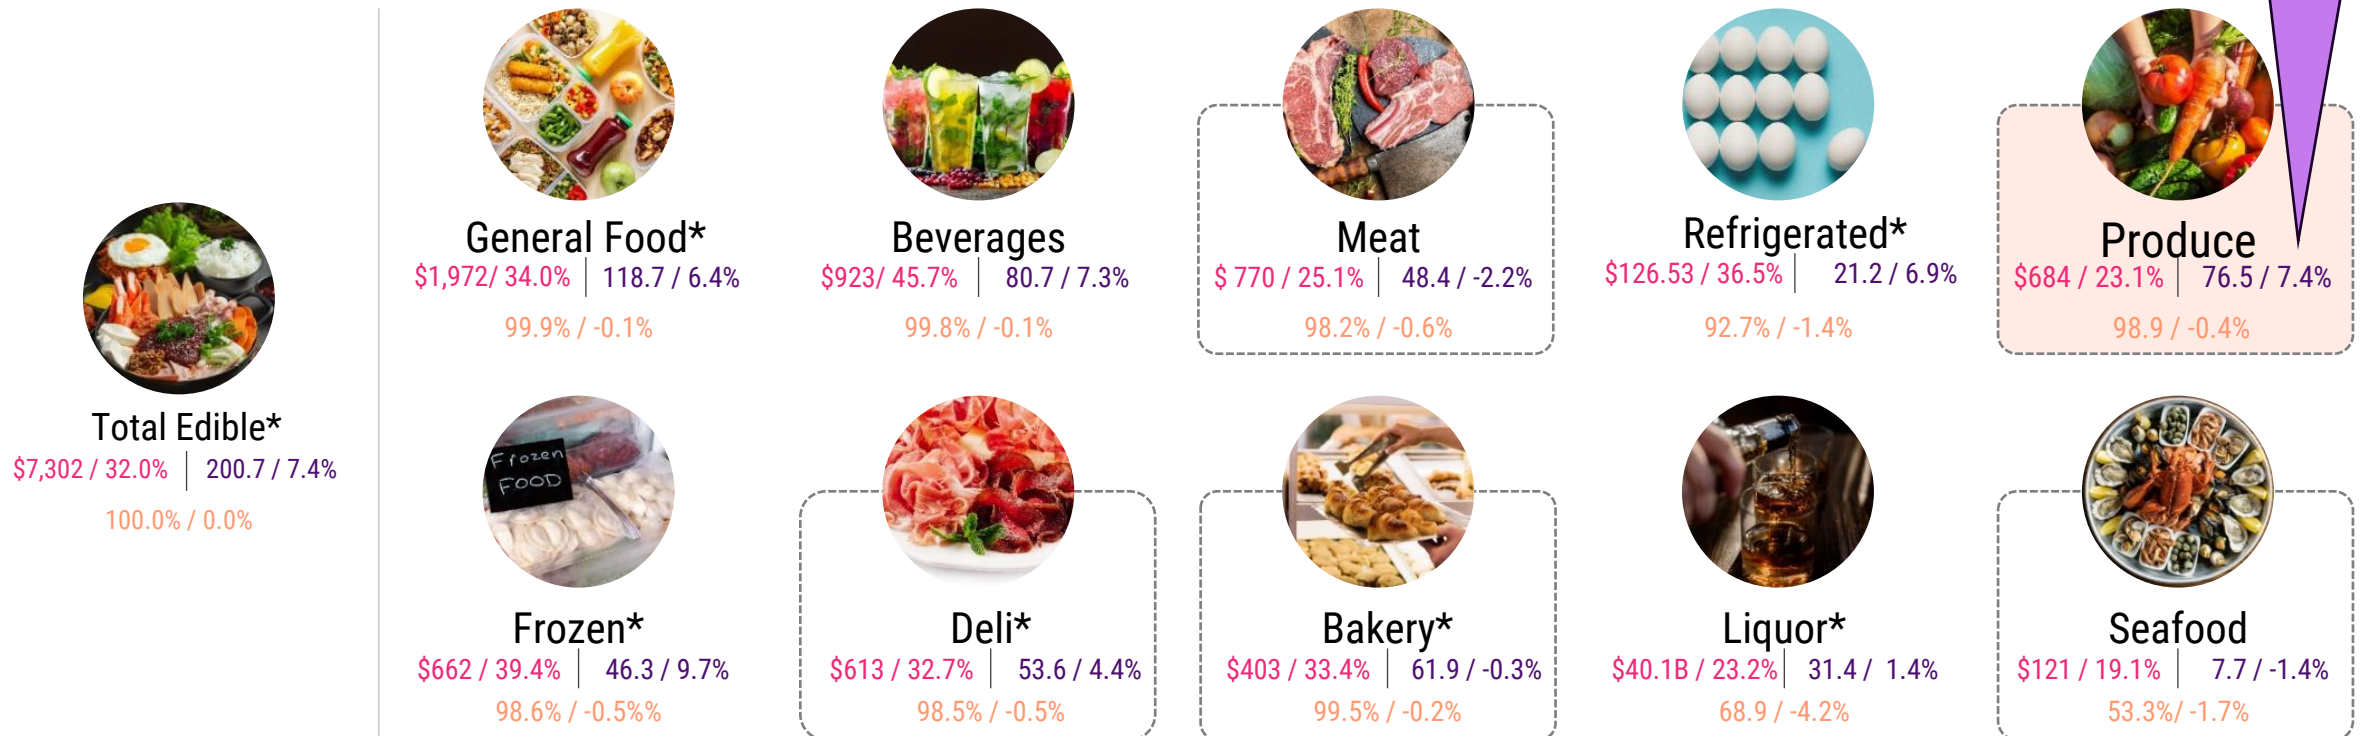 General Food*
$1,972/ 34.0% 118.7 / 6.4%
99.9% / -0.1%
Beverages
$923/ 45.7% 80.7 / 7.3%
99.8% / -0.1%
Meat
$ 770 / 25.1% 48.4 / -2.2%
98.2% / -0.6%
Refrigerated*
$126.53 / 36.5% 21.2 / 6.9%
92.7% / -1.4%
Produce
$684 / 23.1% 76.5 / 7.4%
98.9 / -0.4%
Total Edible*
$7,302 / 32.0% 200.7 / 7.4%
100.0% / 0.0%
Frozen
FOOD
Frozen*
$662 / 39.4% 46.3 / 9.7%
98.6% / -0.5%%
Deli*
$613 / 32.7% 53.6 / 4.4%
98.5% / -0.5%
Bakery*
$403 / 33.4% 61.9 / -0.3%
99.5% / -0.2%
Liquor*
$40.1B / 23.2% 31.4 / 1.4%
68.9 / -4.2%
Seafood
$121 / 19.1% 7.7 / -1.4%
53.3%/ -1.7%